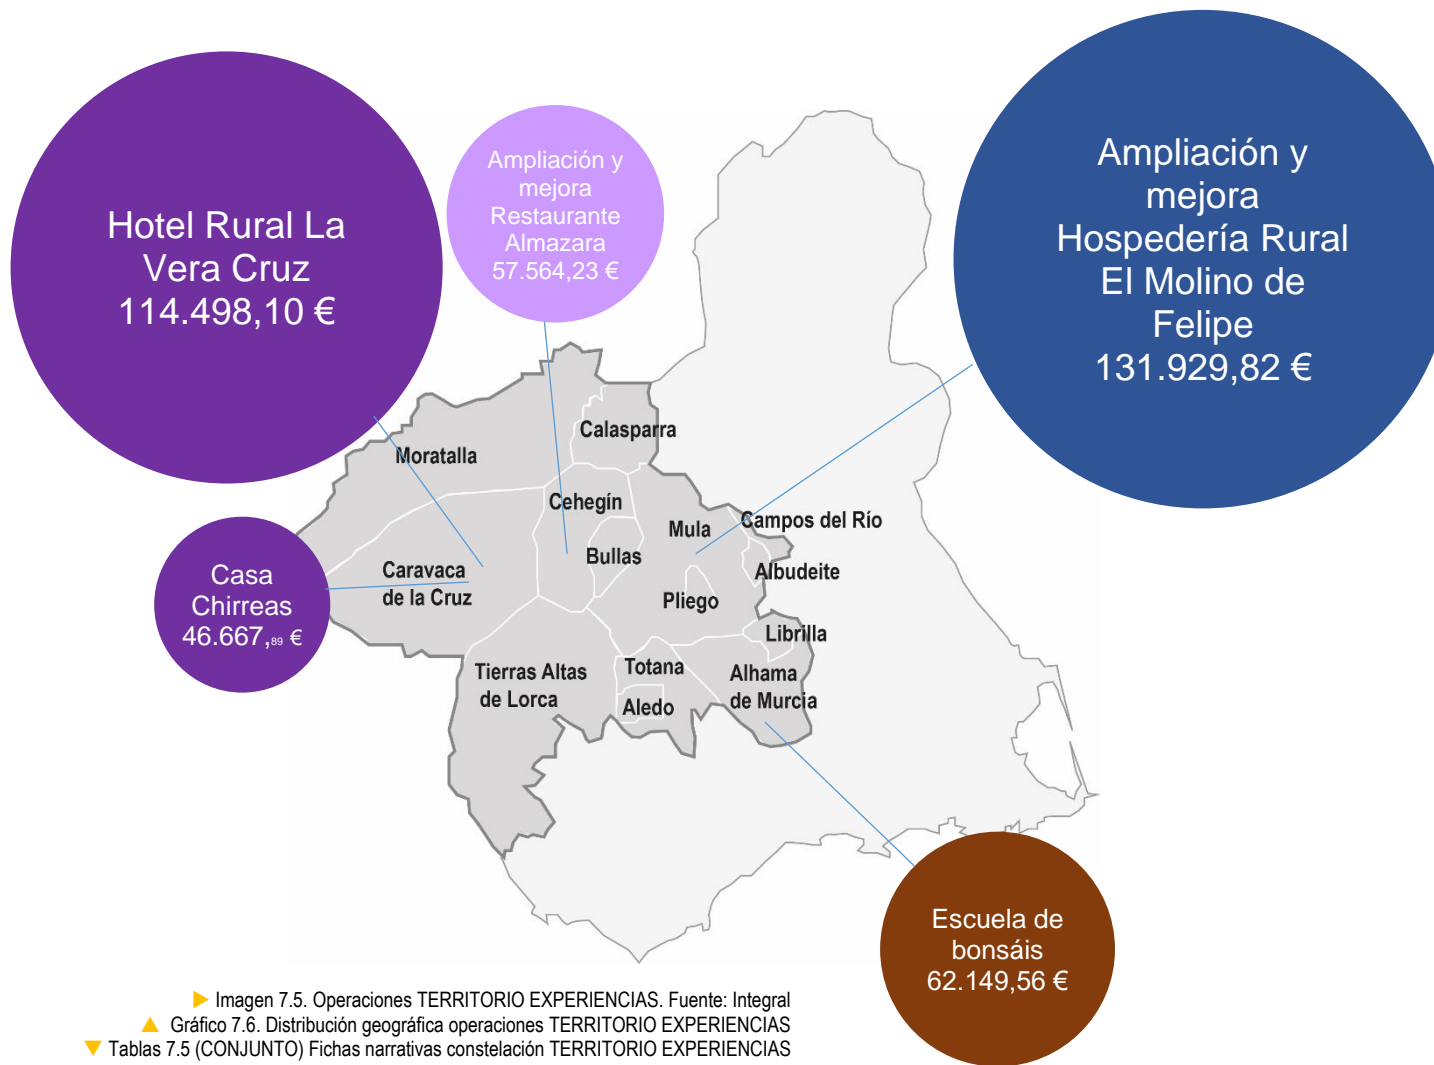 Hotel Rural La
Vera Cruz
114.498,10 €
Ampliación y
mejora
Restaurante
Almazara
57.564,23 €
Ampliación y
mejora
Hospedería Rural
El Molino de
Felipe
131.929,82 €
Casa
Chirreas
46.667,89 €
Calasparra
Moratalla
Cehegín
Mula
Campos del Río
Bullas
Albudeite
Caravaca
de la Cruz
Pliego
Librilla
Tierras Altas
de Lorca
Totana
Aledo
Alhama
de Murcia
Escuela de
bonsáis
62.149,56 €
▶ Imagen 7.5. Operaciones TERRITORIO EXPERIENCIAS. Fuente: Integral
▲ Gráfico 7.6. Distribución geográfica operaciones TERRITORIO EXPERIENCIAS
▼ Tablas 7.5 (CONJUNTO) Fichas narrativas constelación TERRITORIO EXPERIENCIAS